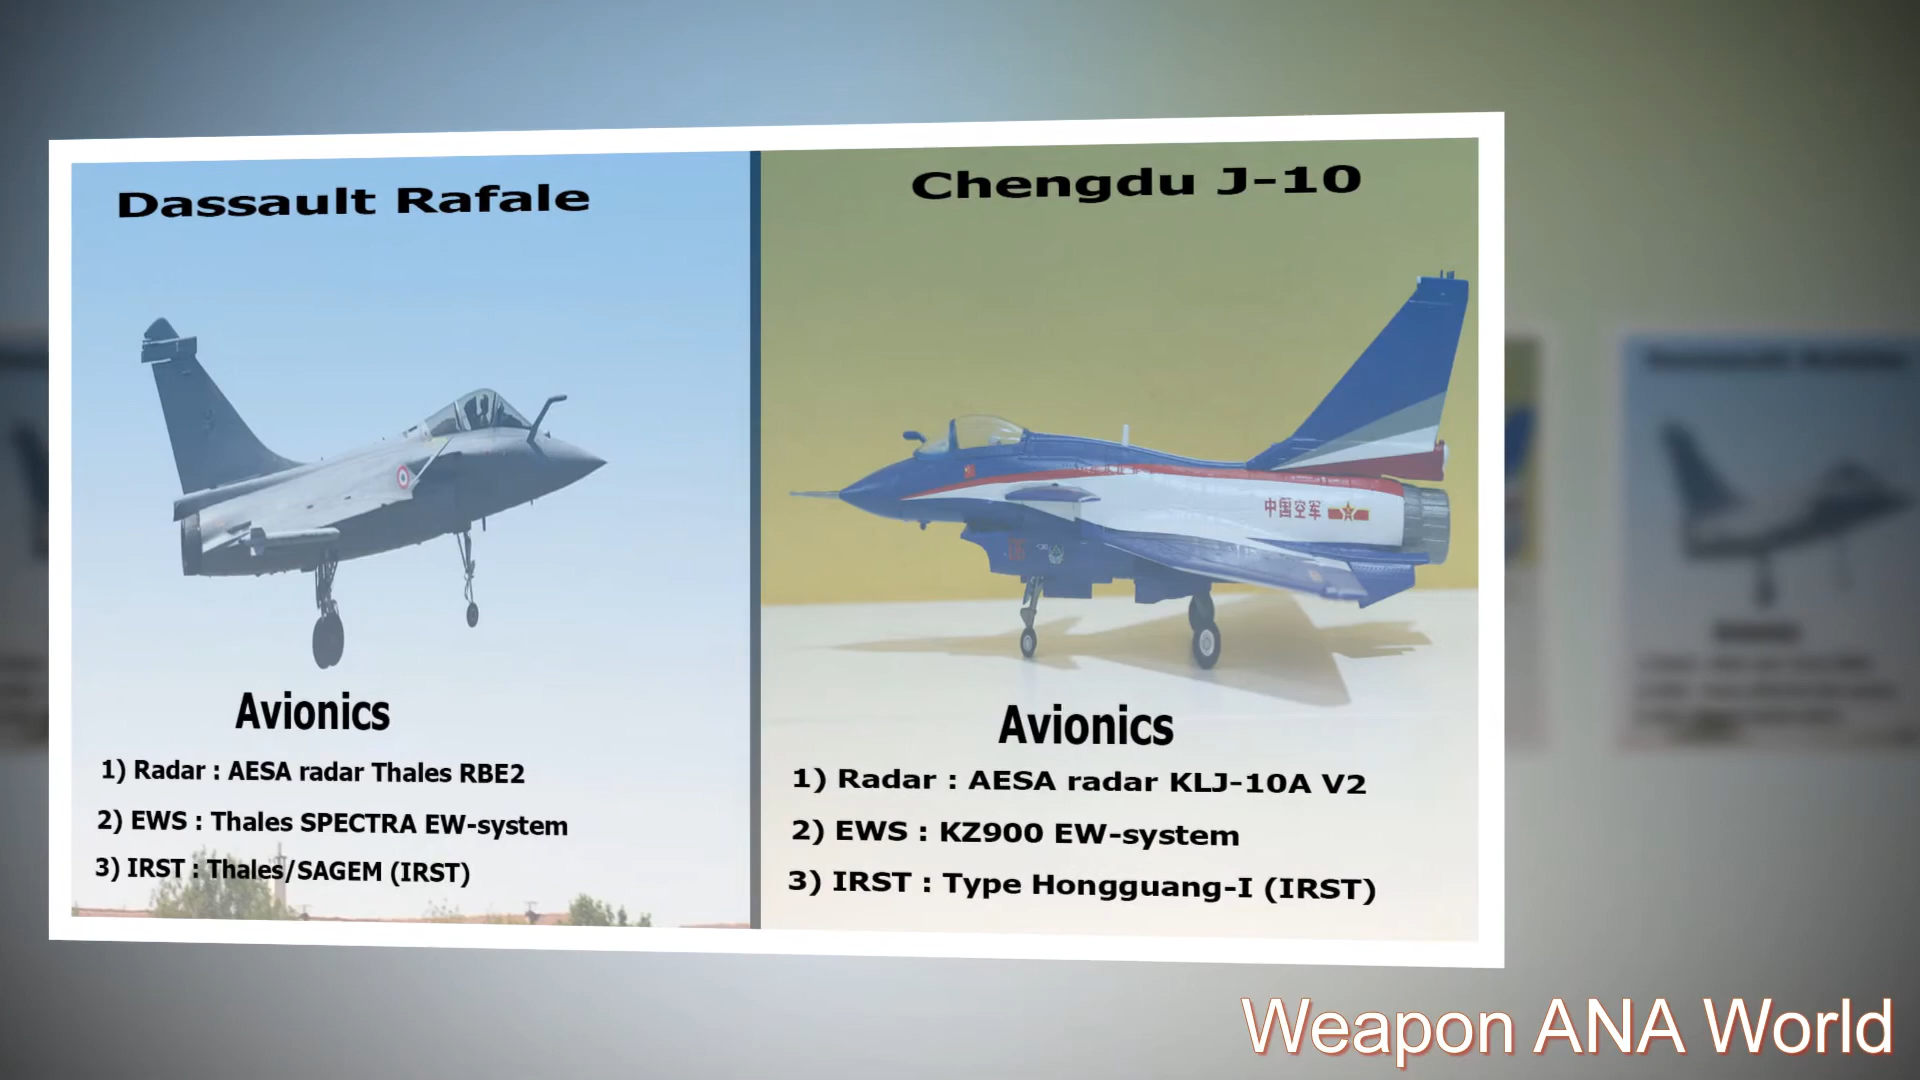 Dassault Rafale
Avionics
1) Radar : AESA radar Thales RBE2
2) EWS : Thales SPECTRA EW-system
3) IRST : Thales/SAGEM (IRST)
Chengdu J-10
中国空军
Avionics
1) Radar : AESA radar KLJ-10A V2
2) EWS : KZ900 EW-system
3) IRST : Type Hongguang-I (IRST)
Weapon ANA World